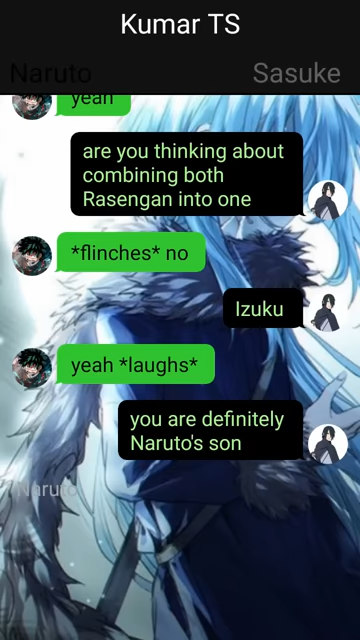 Kumar TS
Naruto
Sasuke
yeah
are you thinking about
combining both
Rasengan into one
*flinches* no
Izuku
yeah *laughs*
you are definitely
Naruto's son
Naruto